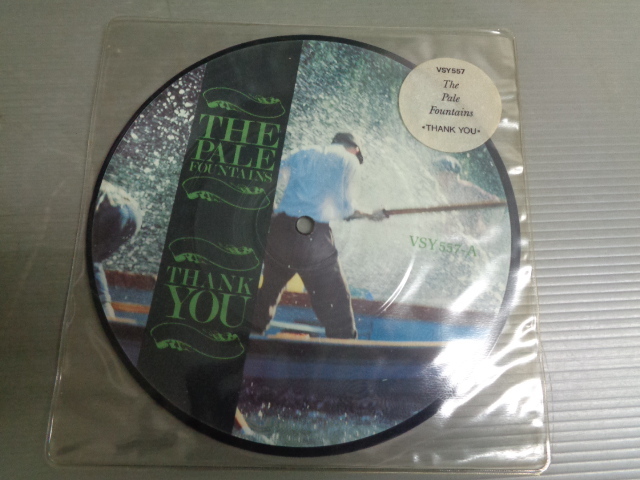 THE
PALE
FOUNTAINS
THANK
YOU
VSY 557-A
VSY557
The
Pale
Fountains
•THANK YOU•